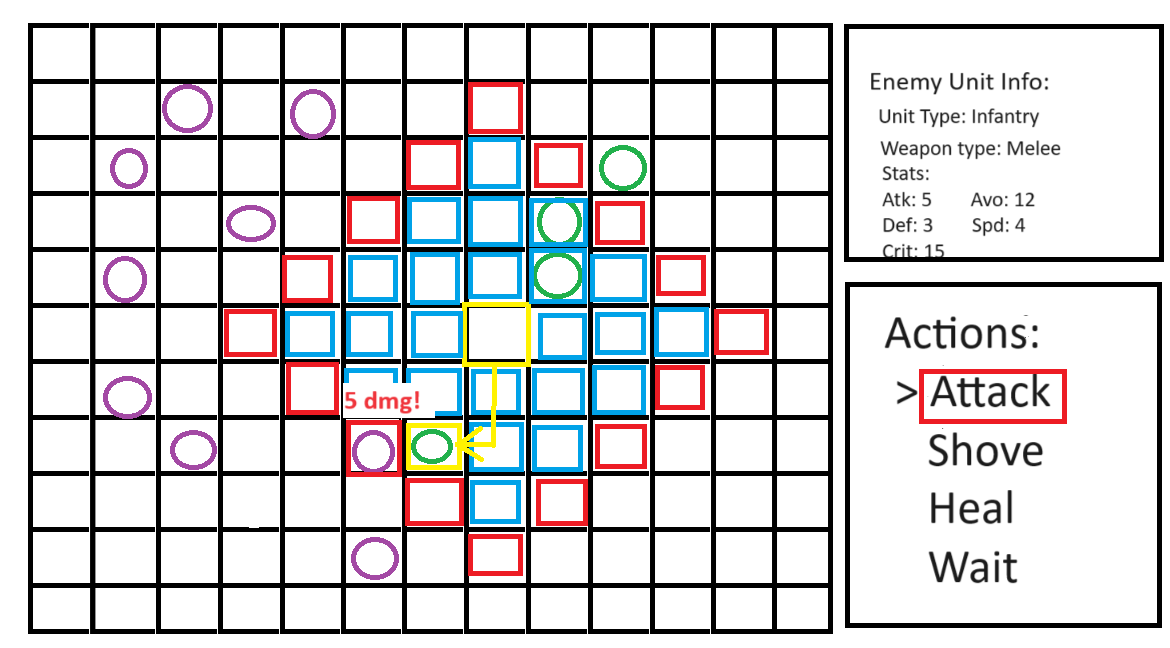 5 dmg!
Enemy Unit Info:
Unit Type: Infantry
Weapon type: Melee
Stats:
Atk: 5 Avo: 12
Def: 3 Spd: 4
Crit: 15
Actions:
> Attack
Shove
Heal
Wait